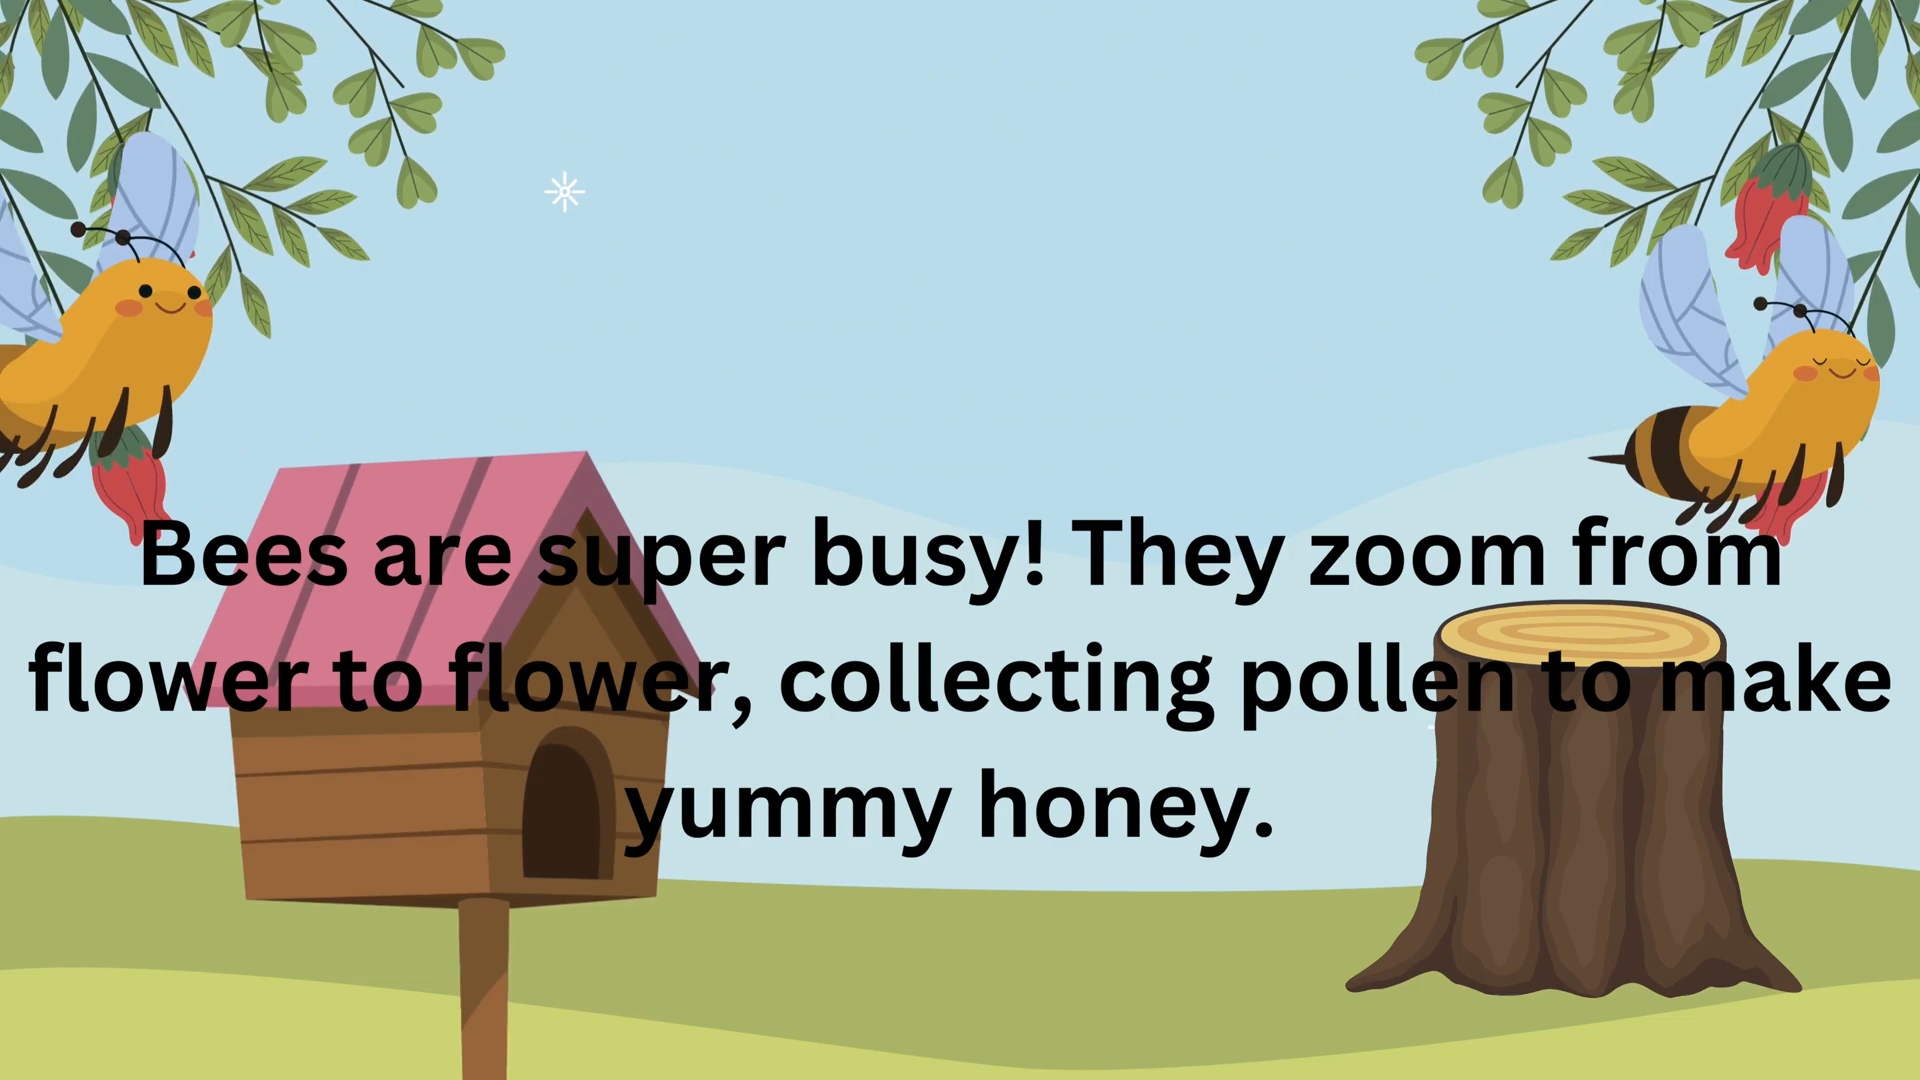 Bees are super busy! They zoom from
flower to flower, collecting pollen to make
yummy honey.